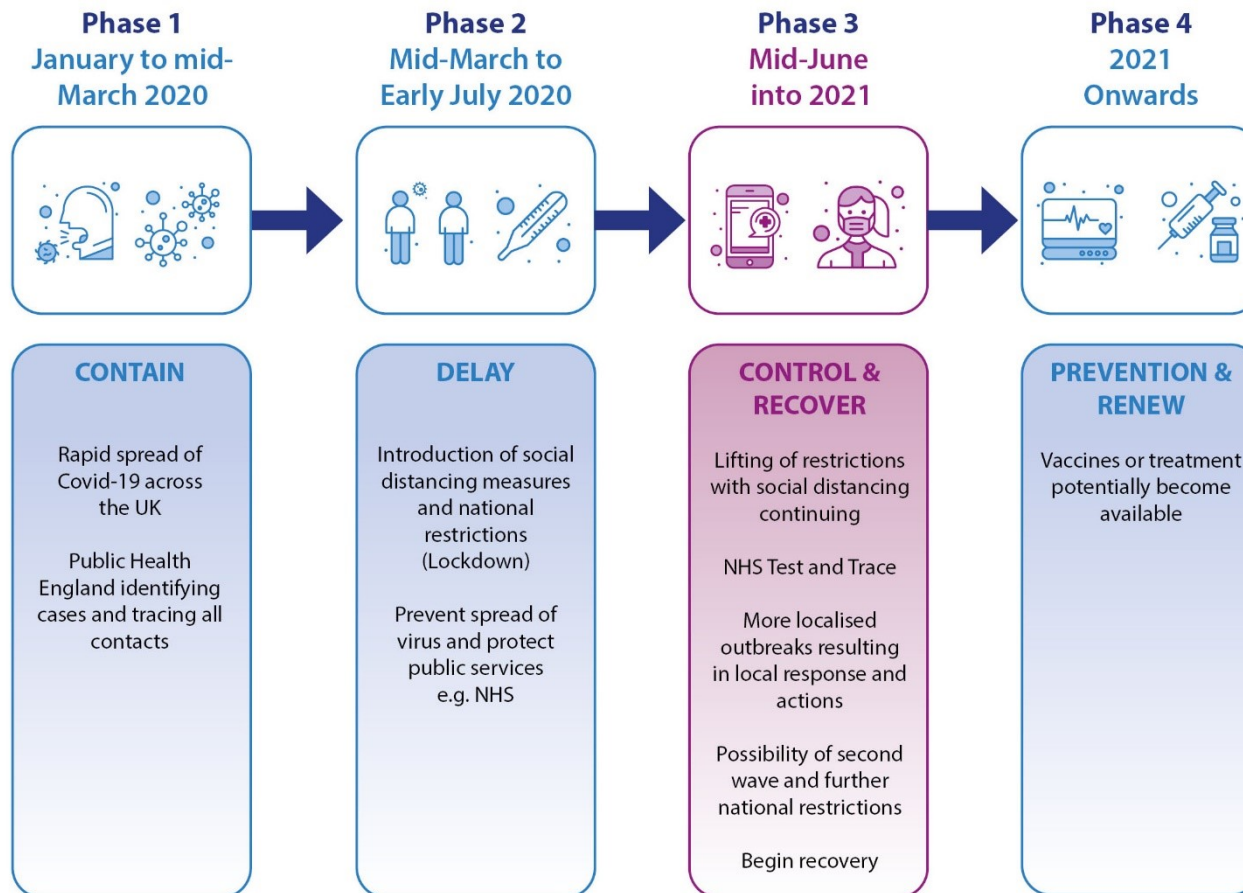 Phase 1
January to mid-
March 2020
CONTAIN
Rapid spread of
Covid-19 across
the UK
Public Health
England identifying
cases and tracing all
contacts
Phase 2
Mid-March to
Early July 2020
DELAY
Introduction of social
distancing measures
and national
restrictions
(Lockdown)
Prevent spread of
virus and protect
public services
e.g. NHS
Phase 3
Mid-June
into 2021
CONTROL &
RECOVER
Lifting of restrictions
with social distancing
continuing
NHS Test and Trace
More localised
outbreaks resulting
in local response and
actions
Possibility of second
wave and further
national restrictions
Begin recovery
Phase 4
2021
Onwards
PREVENTION &
RENEW
Vaccines or treatment
potentially become
available